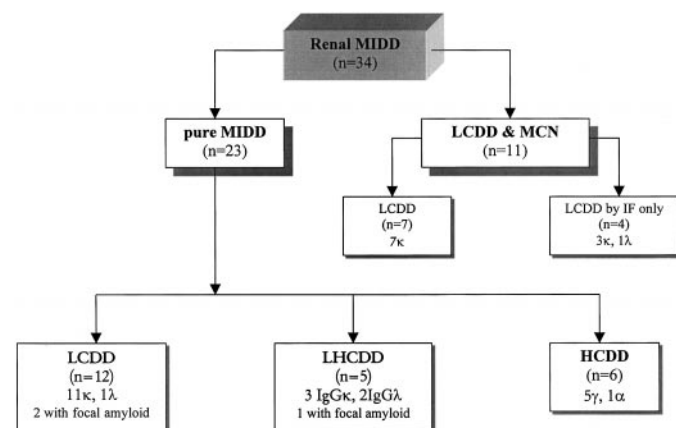 Renal MIDD
(n=34)
pure MIDD
(n=23)
LCDD & MCN
(n=11)
LCDD
(n=7)
7κ
LCDD by IF only
(n=4)
3κ, 1λ
LCDD
(n=12)
11κ, 1λ
2 with focal amyloid
LHCDD
(n=5)
3 IgGκ, 2IgGλ
1 with focal amyloid
HCDD
(n=6)
5γ, 1α